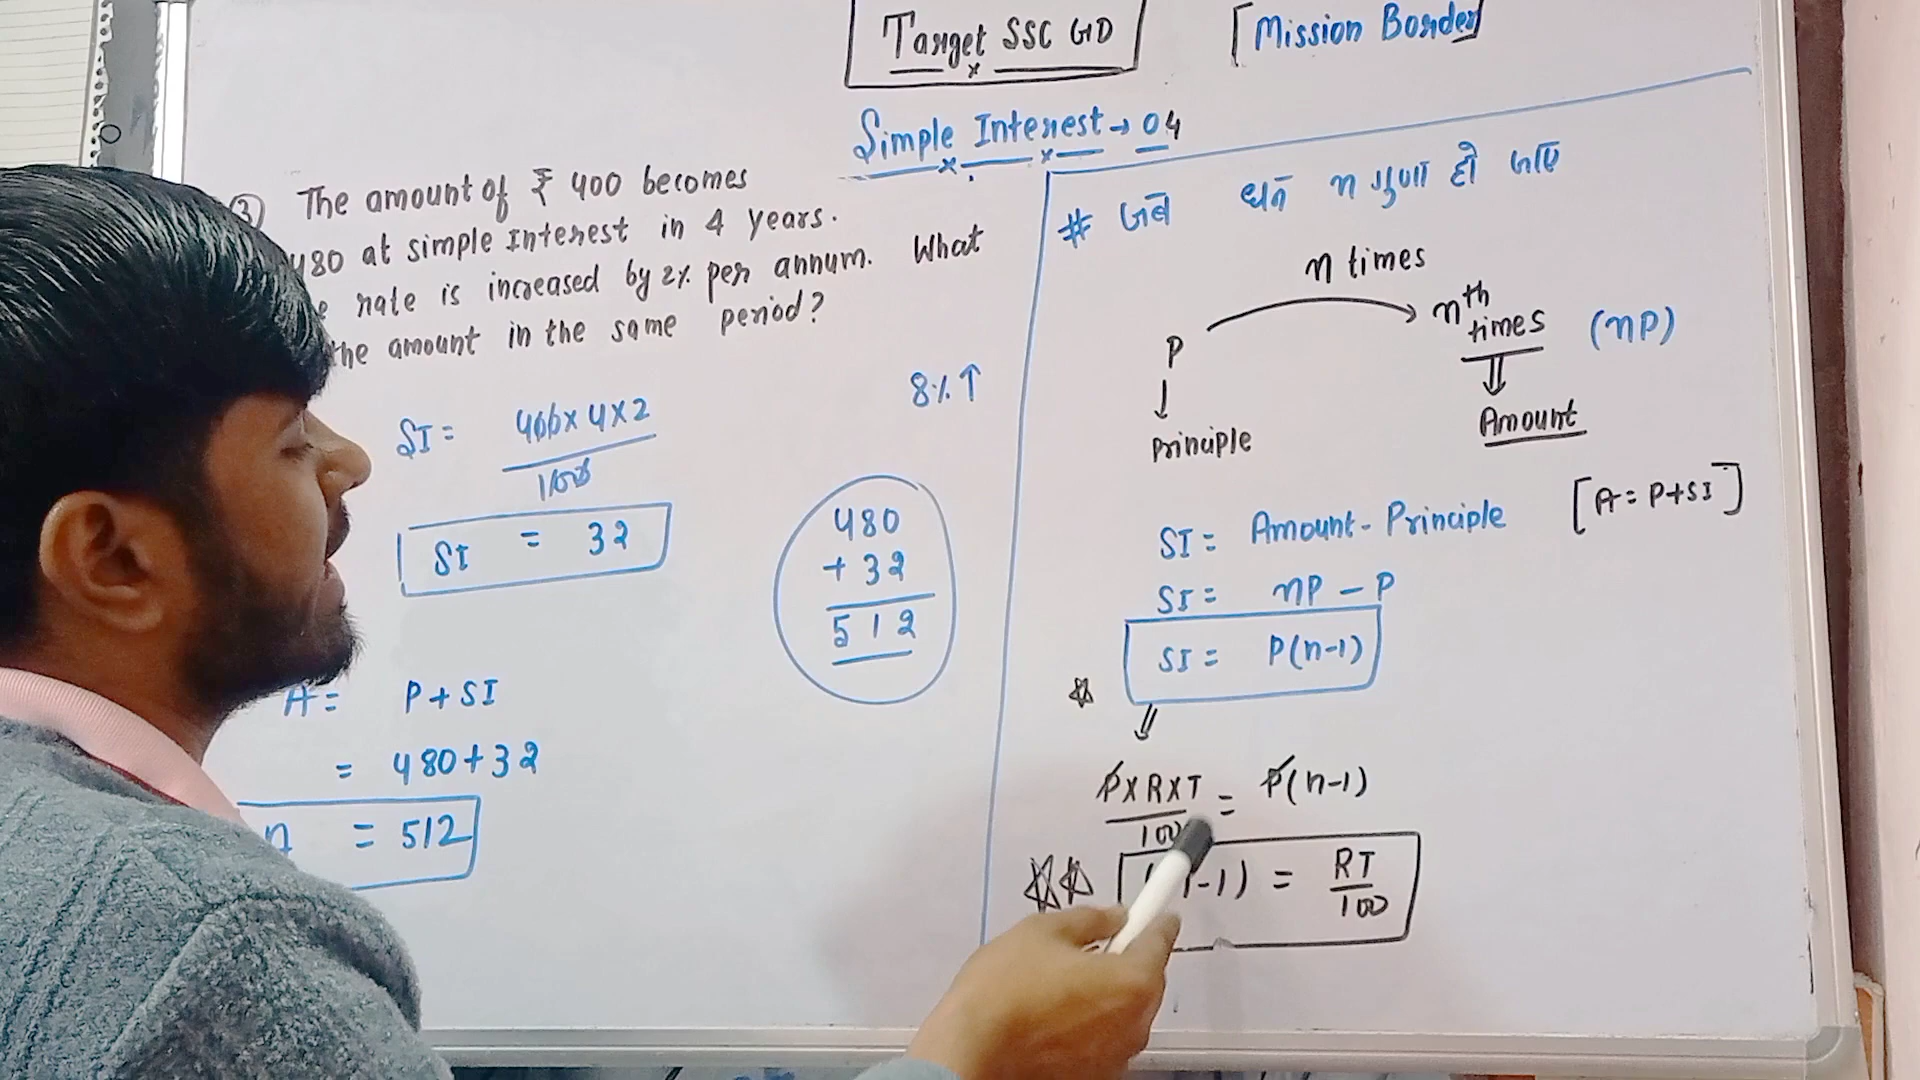 Target SSC GD
[Mission Border]
Simple Interest → 04
③ The amount of ₹ 400 becomes
480 at simple Interest in 4 years.
rate is increased by 2% per annum. What
the amount in the same period?
8% ↑
SI = 400 × 4 × 2
100
SI = 32
480
+ 32
512
A = P + SI
= 480 + 32
= 512
# जब धन n गुणा हो जाए
n times
P
nth times (nP)
Principle
Amount
SI = Amount - Principle [A = P + SI]
SI = nP - P
SI = P(n-1)
P × R × T = P(n-1)
100
-1) = RT
100